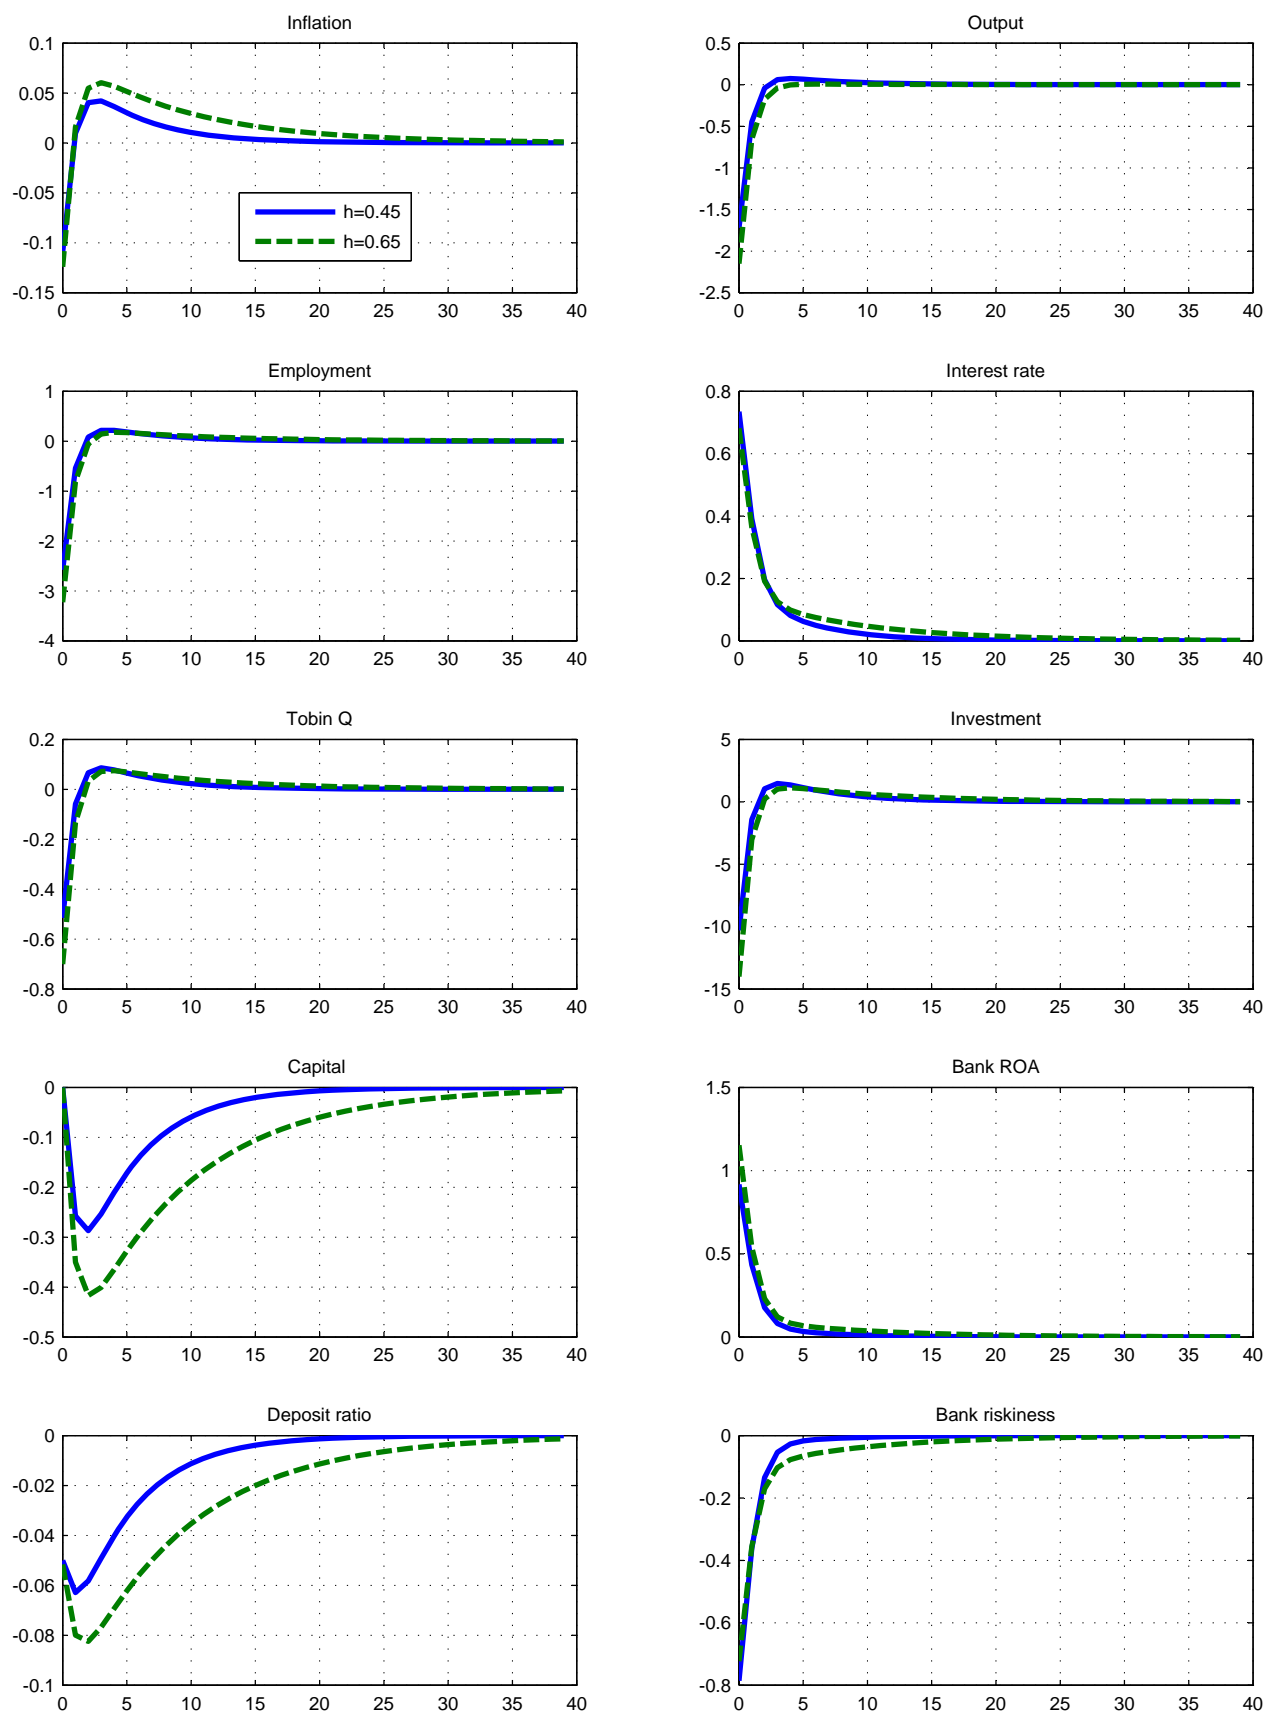 Inflation
0.1
0.05
0
-0.05
-0.1
-0.15
h=0.45
h=0.65
0 5 10 15 20 25 30 35 40
Output
0.5
0
-0.5
-1
-1.5
-2
-2.5
0 5 10 15 20 25 30 35 40
Employment
1
0
-1
-2
-3
-4
0 5 10 15 20 25 30 35 40
Interest rate
0.8
0.6
0.4
0.2
0
0 5 10 15 20 25 30 35 40
Tobin Q
0.2
0
-0.2
-0.4
-0.6
-0.8
0 5 10 15 20 25 30 35 40
Investment
5
0
-5
-10
-15
0 5 10 15 20 25 30 35 40
Capital
0
-0.1
-0.2
-0.3
-0.4
-0.5
0 5 10 15 20 25 30 35 40
Bank ROA
1.5
1
0.5
0
0 5 10 15 20 25 30 35 40
Deposit ratio
0
-0.02
-0.04
-0.06
-0.08
-0.1
0 5 10 15 20 25 30 35 40
Bank riskiness
0
-0.2
-0.4
-0.6
-0.8
0 5 10 15 20 25 30 35 40